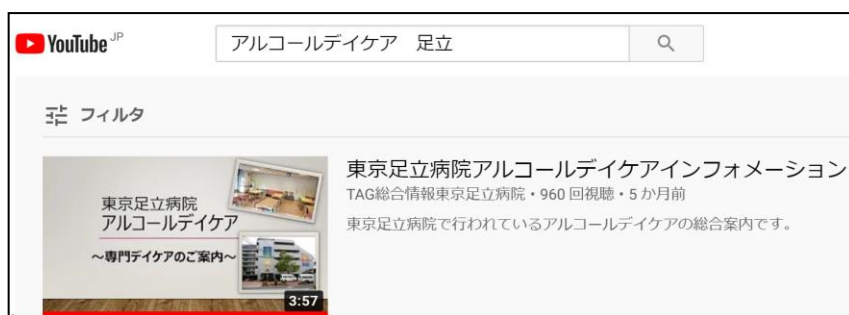 YouTube JP
アルコールデイケア 足立
フィルタ
東京足立病院
アルコールデイケア
～専門デイケアのご案内～
3:57
東京足立病院アルコールデイケアインフォメーション
TAG総合情報東京足立病院・960 回視聴・5 か月前
東京足立病院で行われているアルコールデイケアの総合案内です。